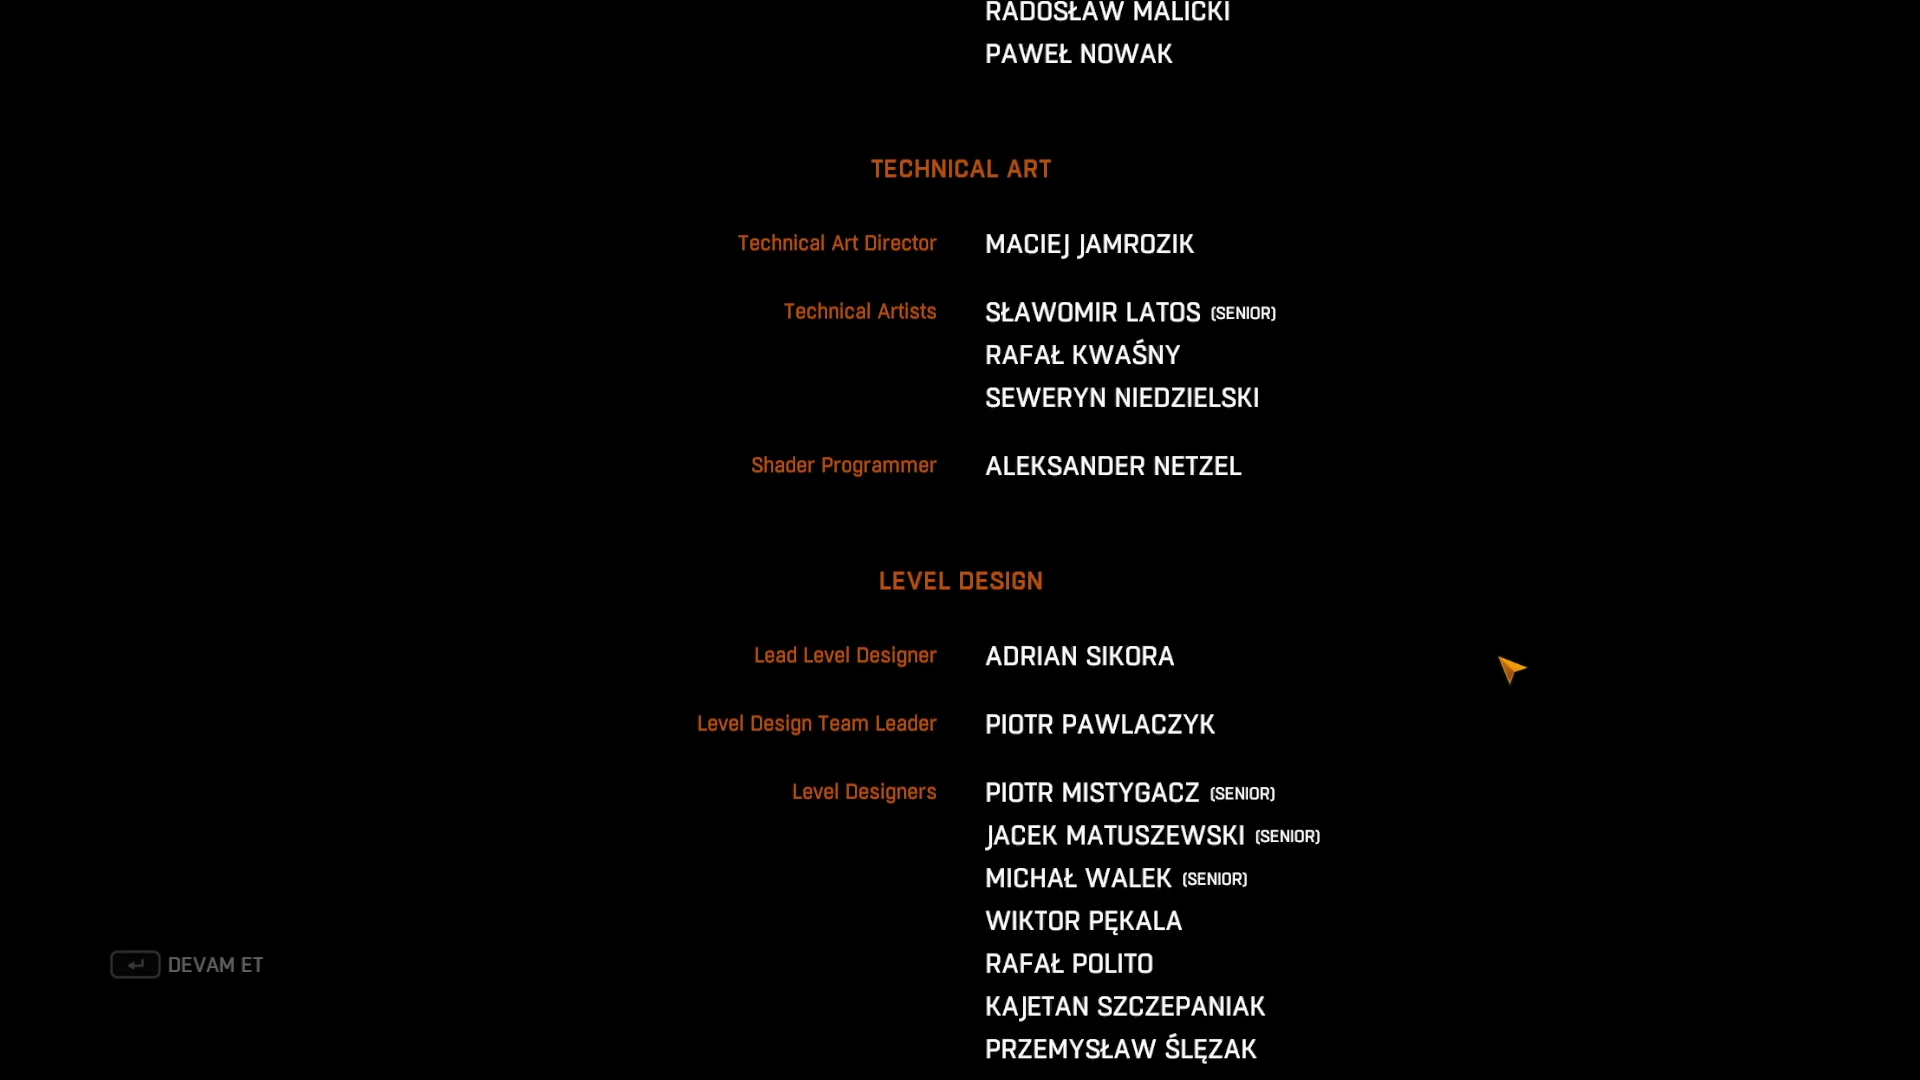 RADOSŁAW MALICKI
PAWEŁ NOWAK
TECHNICAL ART
Technical Art Director MACIEJ JAMROZIK
Technical Artists SŁAWOMIR LATOS (SENIOR)
RAFAŁ KWAŚNY
SEWERYN NIEDZIELSKI
Shader Programmer ALEKSANDER NETZEL
LEVEL DESIGN
Lead Level Designer ADRIAN SIKORA
Level Design Team Leader PIOTR PAWLACZYK
Level Designers PIOTR MISTYGACZ (SENIOR)
JACEK MATUSZEWSKI (SENIOR)
MICHAŁ WALEK (SENIOR)
WIKTOR PĘKALA
RAFAŁ POLITO
DEVAM ET
KAJETAN SZCZEPANIAK
PRZEMYSŁAW ŚLĘZAK